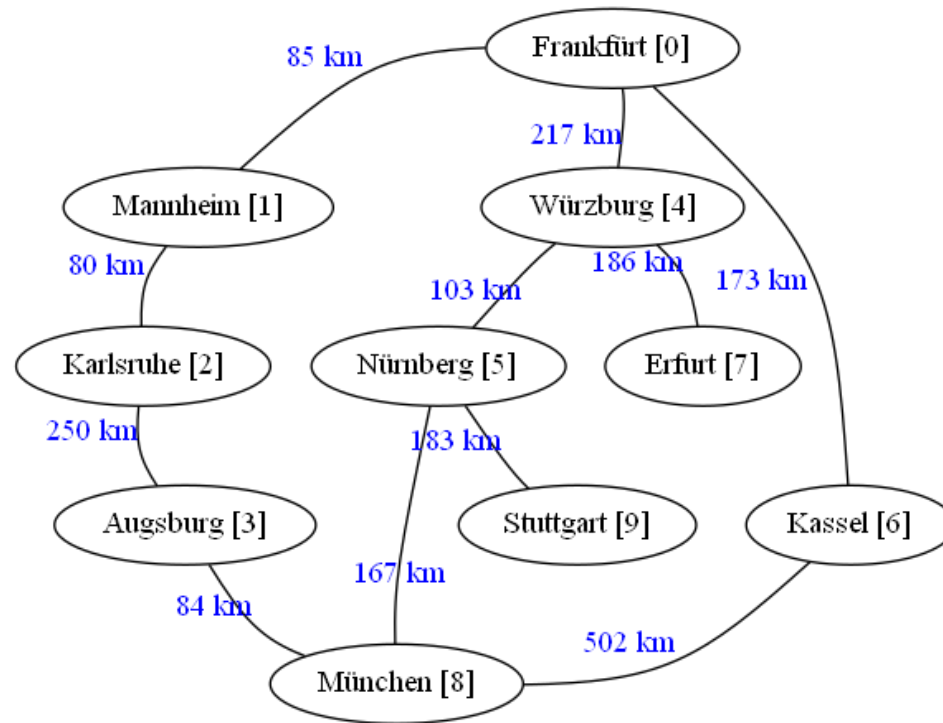 Frankfürt [0]
85 km
217 km
Mannheim [1]
Würzburg [4]
80 km
186 km
173 km
103 km
Karlsruhe [2]
Nürnberg [5]
Erfurt [7]
250 km
183 km
Augsburg [3]
Stuttgart [9]
Kassel [6]
167 km
84 km
502 km
München [8]